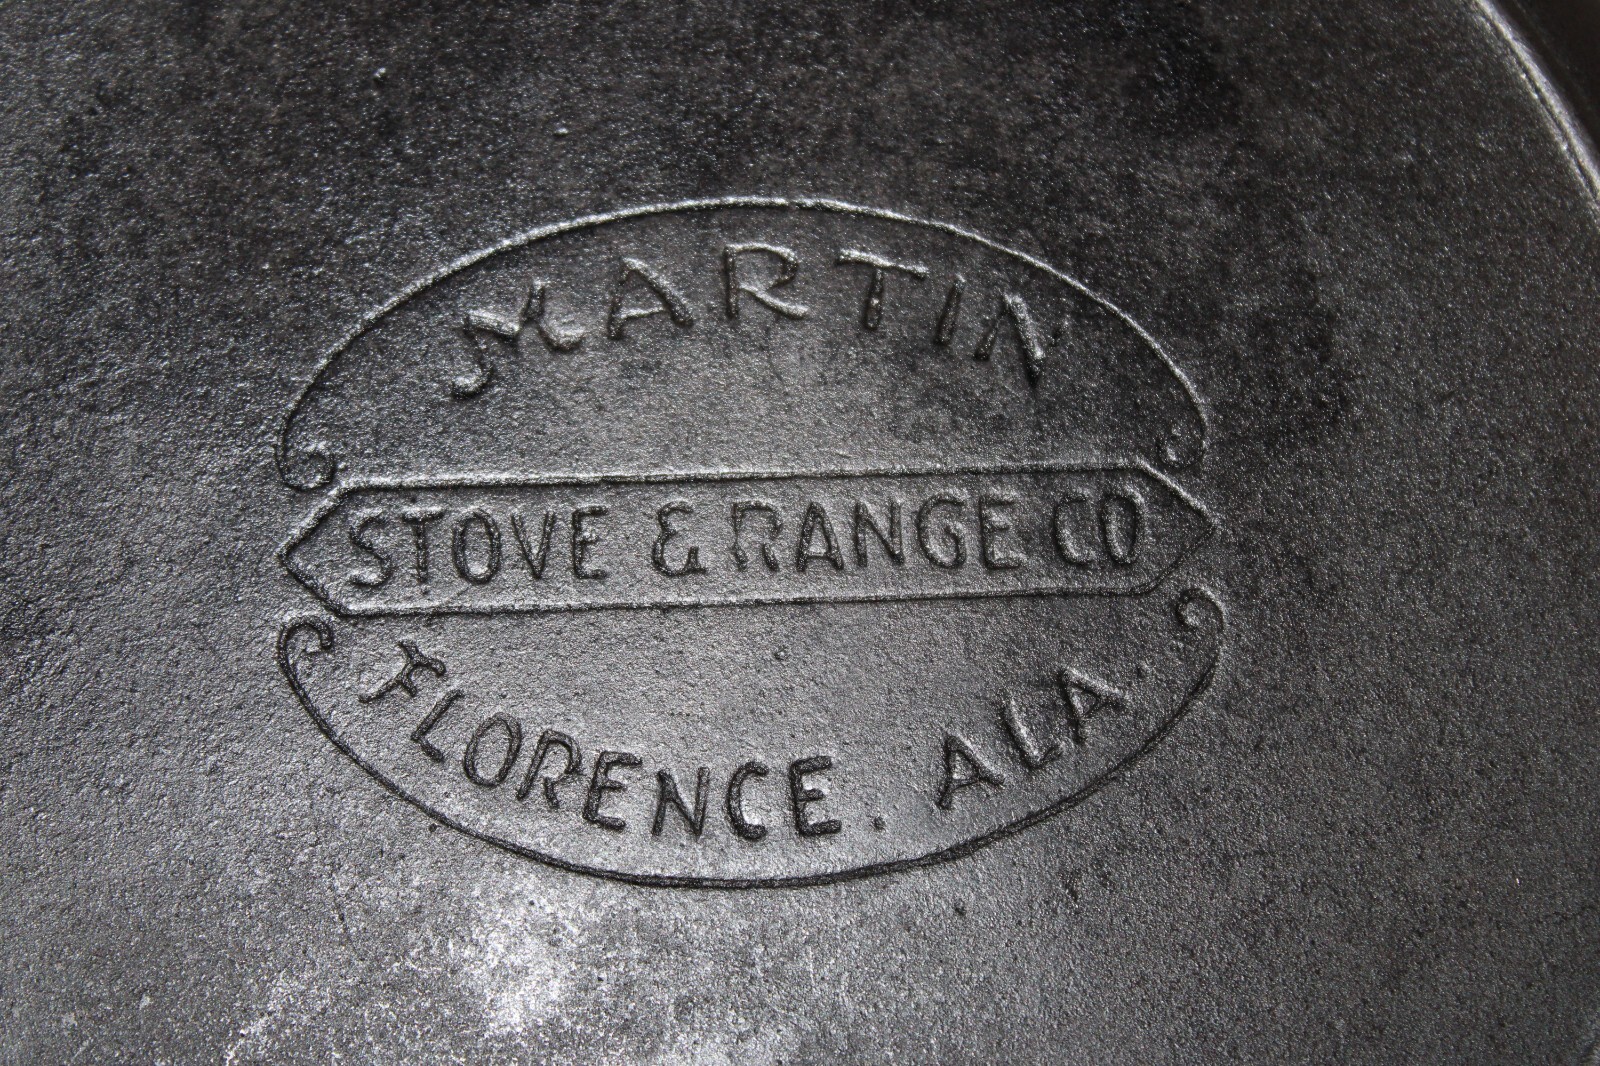 MARTIN
STOVE & RANGE CO
FLORENCE. ALA.